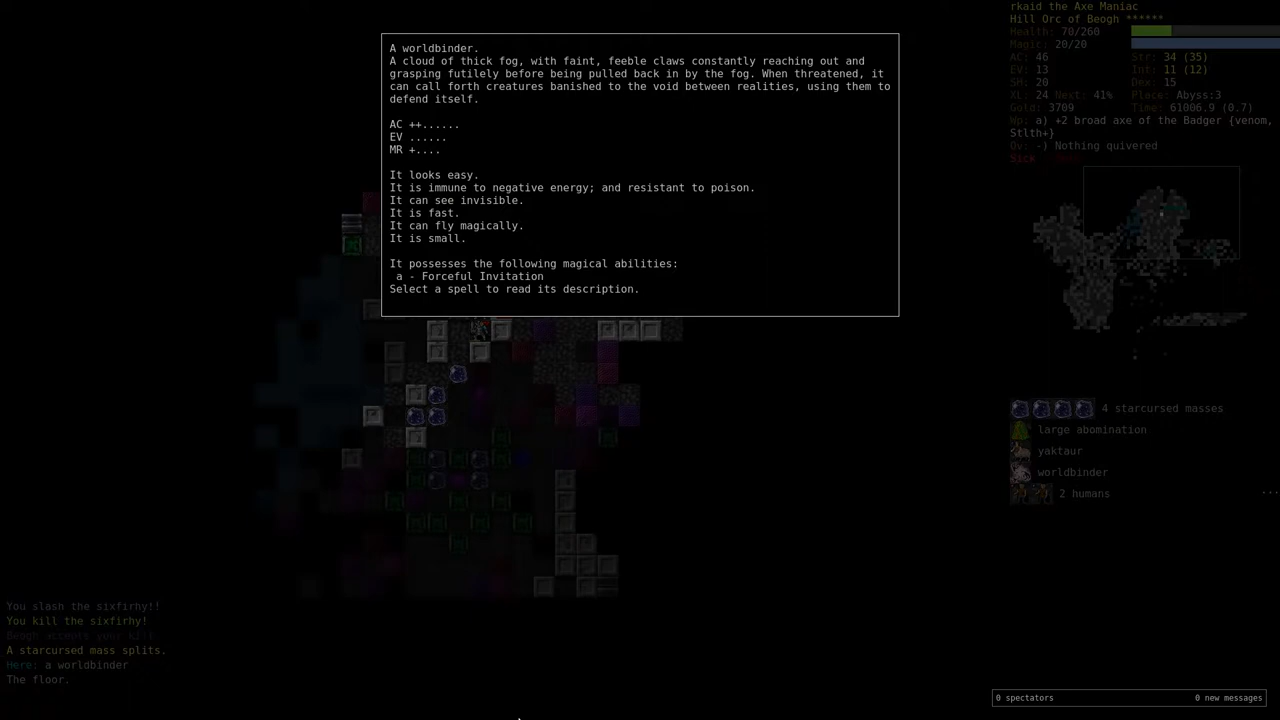 A worldbinder.
A cloud of thick fog, with faint, feeble claws constantly reaching out and
grasping futilely before being pulled back in by the fog. When threatened, it
can call forth creatures banished to the void between realities, using them to
defend itself.
AC ++......
EV ......
MR +....
It looks easy.
It is immune to negative energy; and resistant to poison.
It can see invisible.
It is fast.
It can fly magically.
It is small.
It possesses the following magical abilities:
a - Forceful Invitation
Select a spell to read its description.
rkaid the Axe Maniac
Hill Orc of Beogh ******
Health: 70/260
Magic: 20/20
AC: 46 Str: 34 (35)
EV: 13 Int: 11 (12)
SH: 20 Dex: 15
XL: 24 Next: 41% Place: Abyss:3
Gold: 3709 Time: 61006.9 (0.7)
Wp: a) +2 broad axe of the Badger {venom,
Stlth+}
Qv: -) Nothing quivered
Sick
4 starcursed masses
large abomination
yaktaur
worldbinder
2 humans
...
You slash the sixfirhy!!
You kill the sixfirhy!
Beogh accepts your kill.
A starcursed mass splits.
Here: a worldbinder
The floor.
0 spectators 0 new messages